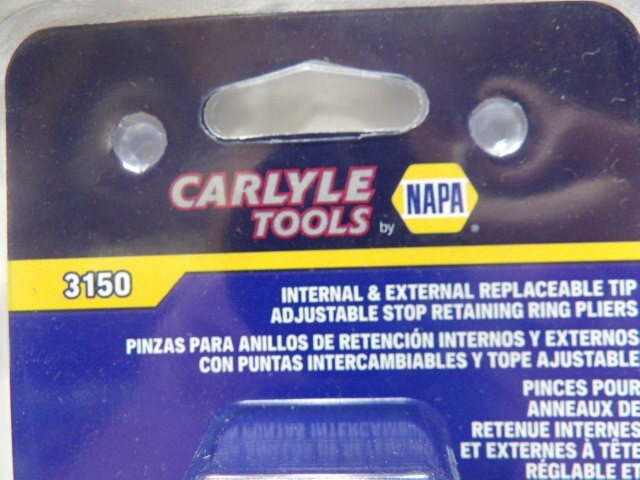 CARLYLE
TOOLS by NAPA
3150
INTERNAL & EXTERNAL REPLACEABLE TIP
ADJUSTABLE STOP RETAINING RING PLIERS
PINZAS PARA ANILLOS DE RETENCIÓN INTERNOS Y EXTERNOS
CON PUNTAS INTERCAMBIABLES Y TOPE AJUSTABLE
PINCES POUR
ANNEAUX DE
RETENUE INTERNES
ET EXTERNES À TÊTE
RÉGLABLE ET